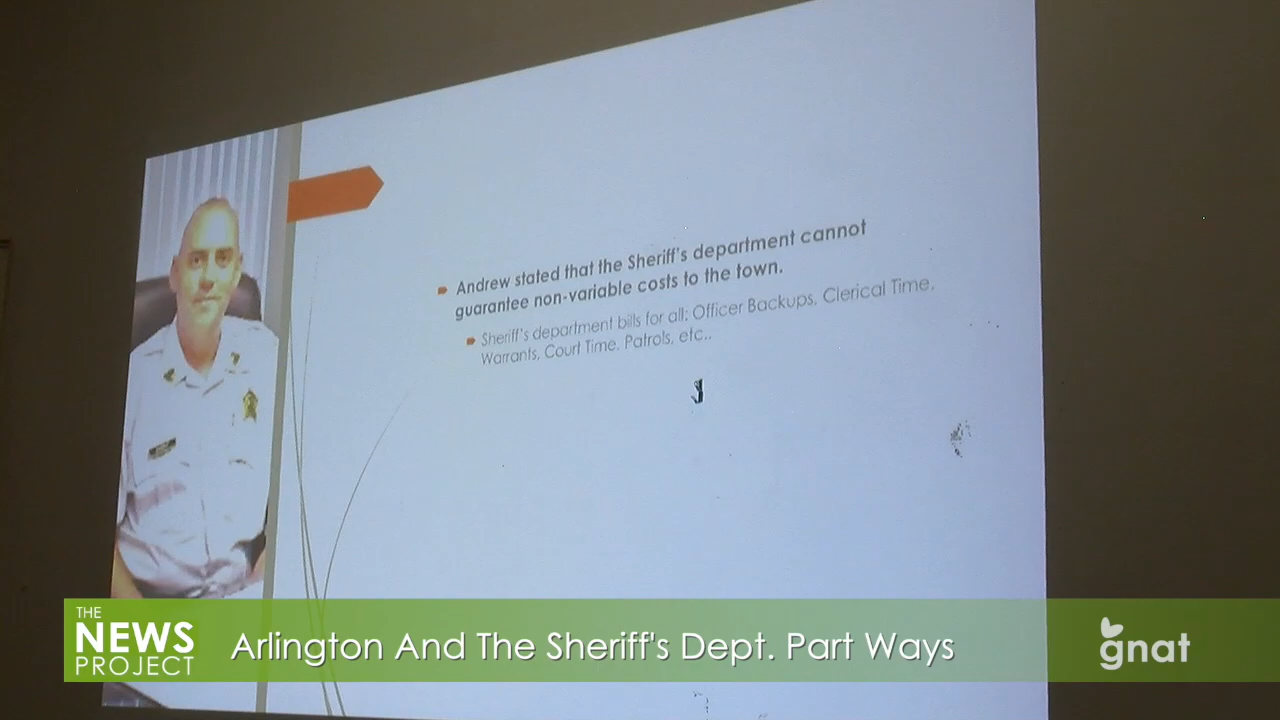 Andrew stated that the Sheriff's department cannot
guarantee non-variable costs to the town.
Sheriff's department bills for all; Officer Backups, Clerical Time,
Warrants, Court Time, Patrols, etc..
THE
NEWS
PROJECT
Arlington And The Sheriff's Dept. Part Ways
gnat